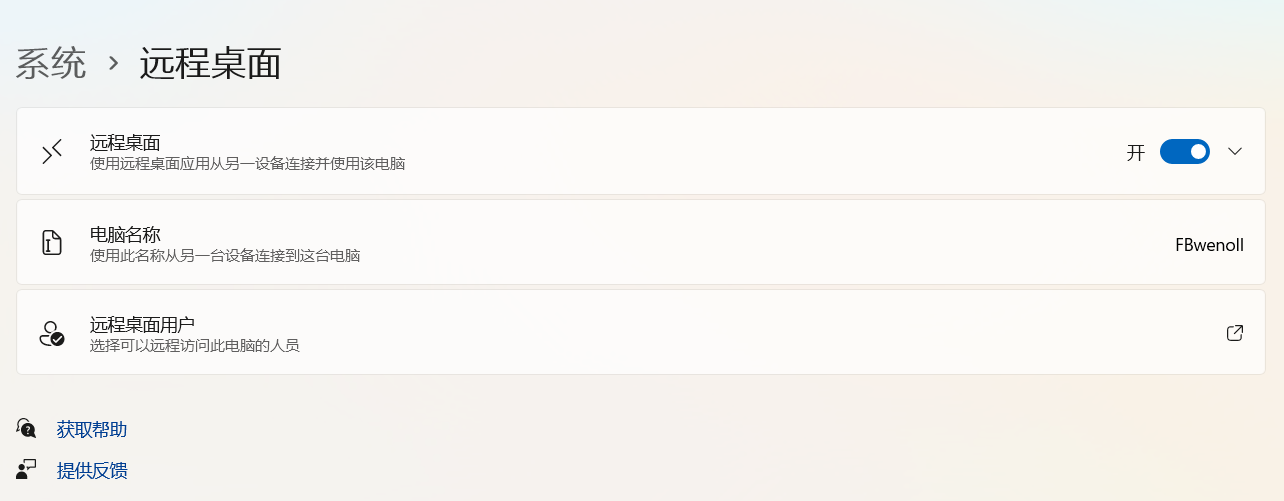 系统 › 远程桌面
远程桌面
使用远程桌面应用从另一设备连接并使用该电脑
开
电脑名称
使用此名称从另一台设备连接到这台电脑
FBwenoll
远程桌面用户
选择可以远程访问此电脑的人员
获取帮助
提供反馈